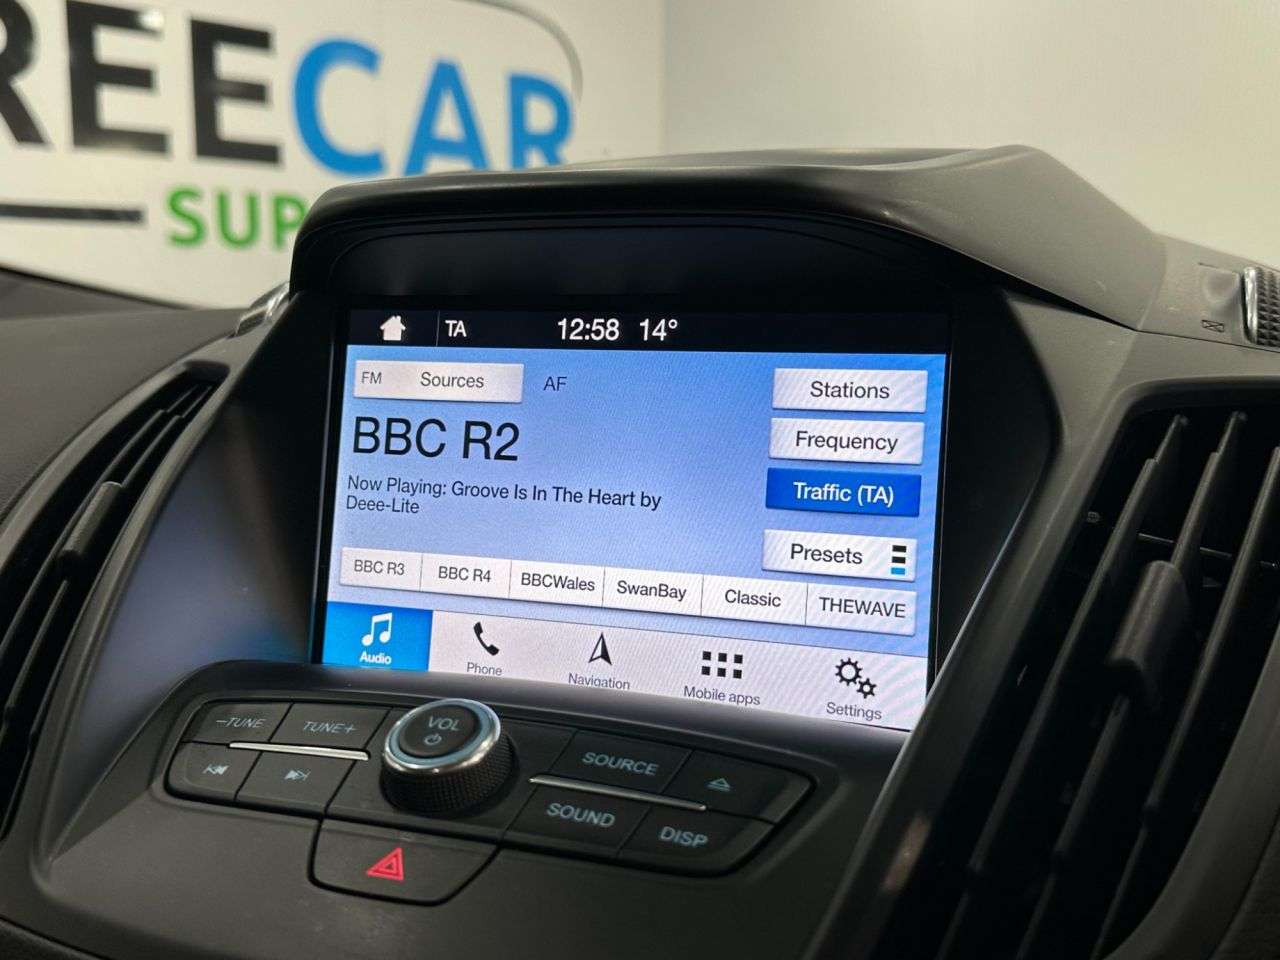 REECAR
SUP
TA 12:58 14°
FM Sources AF
Stations
BBC R2
Frequency
Now Playing: Groove Is In The Heart by
Deee-Lite
Traffic (TA)
Presets
BBC R3 BBC R4 BBCWales SwanBay Classic THEWAVE
Audio Phone Navigation Mobile apps Settings
–TUNE TUNE+ VOL SOURCE
SOUND DISP